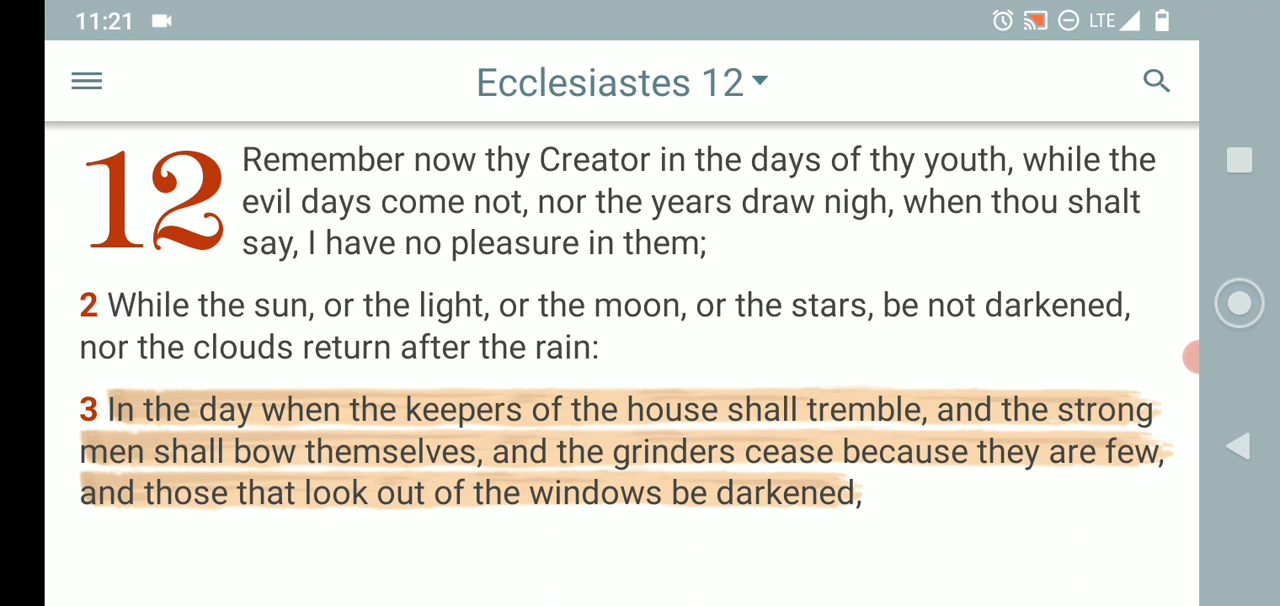 11:21 LTE
Ecclesiastes 12
12 Remember now thy Creator in the days of thy youth, while the
evil days come not, nor the years draw nigh, when thou shalt
say, I have no pleasure in them;
2 While the sun, or the light, or the moon, or the stars, be not darkened,
nor the clouds return after the rain:
3 In the day when the keepers of the house shall tremble, and the strong
men shall bow themselves, and the grinders cease because they are few,
and those that look out of the windows be darkened,